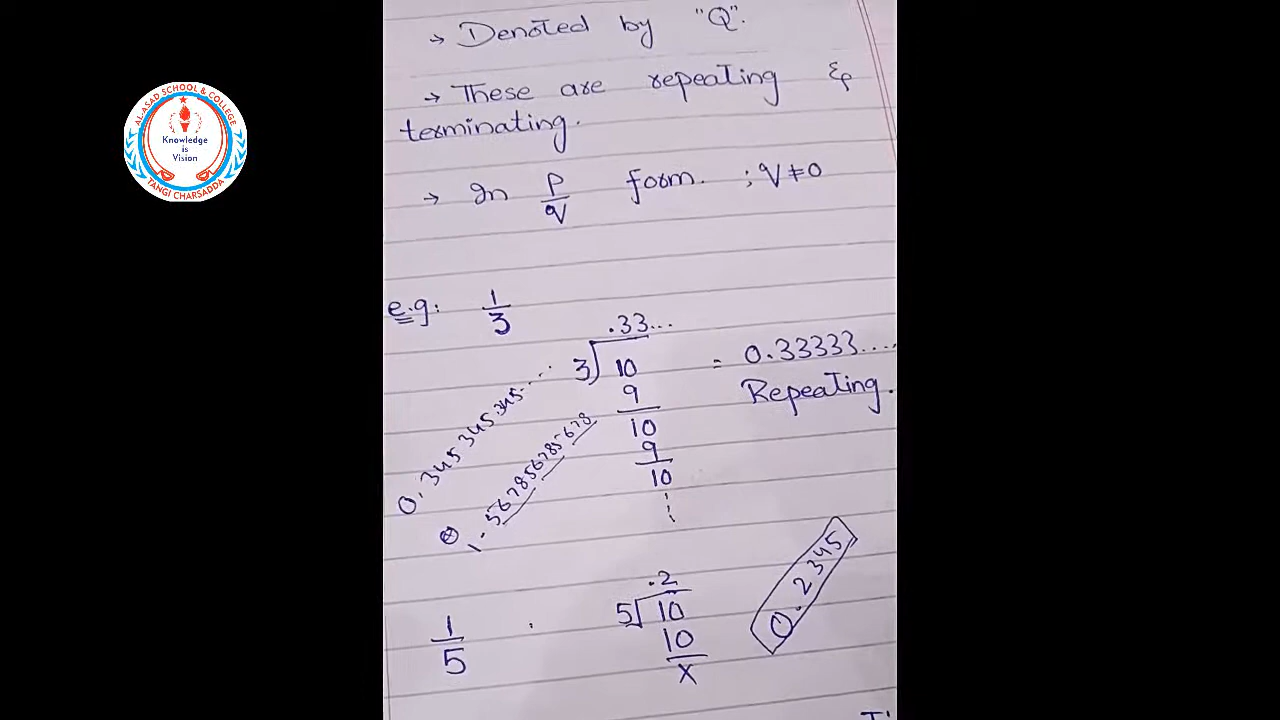 AL-ASAD SCHOOL & COLLEGE
Knowledge
is
Vision
TANGI CHARSADDA
→ Denoted by "Q".
→ These are repeating &
terminating.
→ In p/q form. ; q ≠ 0
e.g: 1/3
.33...
3 10 = 0.33333....
9 Repeating.
10
9
10
0.345345345....
1.567856785678
1/5 :
.2
5 10
10
x
0.2345